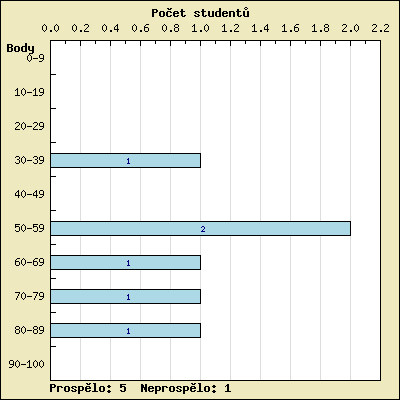 Počet studentů
0.0 0.2 0.4 0.6 0.8 1.0 1.2 1.4 1.6 1.8 2.0 2.2
Body
0-9
10-19
20-29
30-39 1
40-49
50-59 2
60-69 1
70-79 1
80-89 1
90-100
Prospělo: 5 Neprospělo: 1